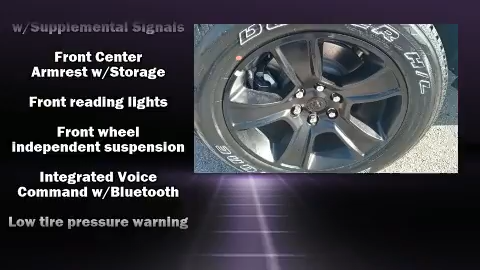 w/Supplemental Signals
Front Center
Armrest w/Storage
Front reading lights
Front wheel
independent suspension
Integrated Voice
Command w/Bluetooth
Low tire pressure warning
H/L